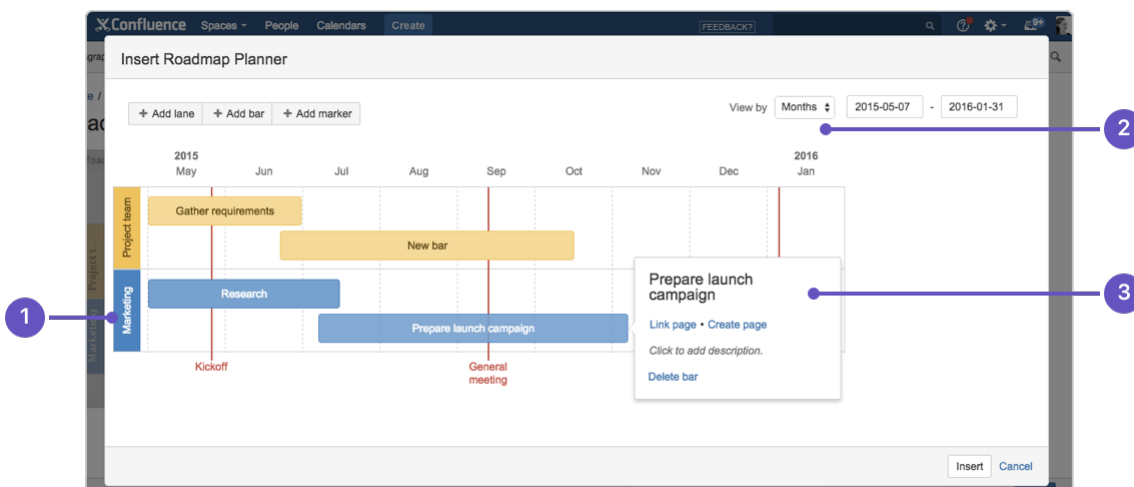 Confluence Spaces People Calendars Create FEEDBACK? 9+
Insert Roadmap Planner
+ Add lane + Add bar + Add marker
View by Months 2015-05-07 - 2016-01-31
2
2015 2016
May Jun Jul Aug Sep Oct Nov Dec Jan
Project team
Gather requirements
New bar
Marketing
Research
Prepare launch campaign
1
Kickoff
General
meeting
Prepare launch
campaign
3
Link page • Create page
Click to add description.
Delete bar
Insert Cancel